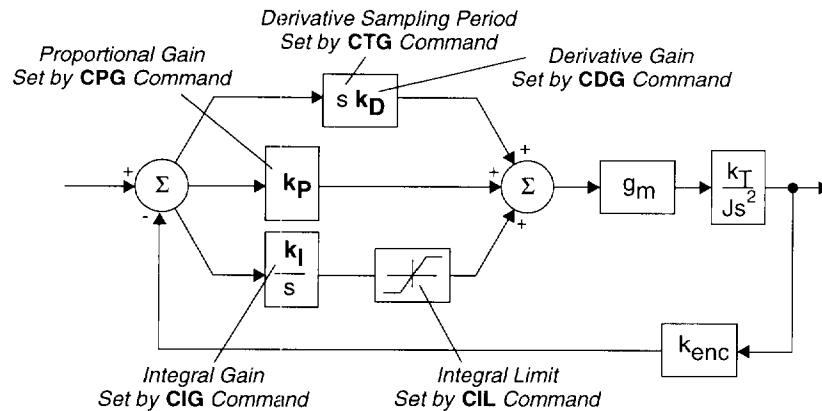 Derivative Sampling Period
Set by CTG Command
Proportional Gain
Set by CPG Command
Derivative Gain
Set by CDG Command
s kD
+
+
Σ
kP
+
Σ
gm
kT
Js2
-
kI
s
+
+
kenc
Integral Gain
Set by CIG Command
Integral Limit
Set by CIL Command